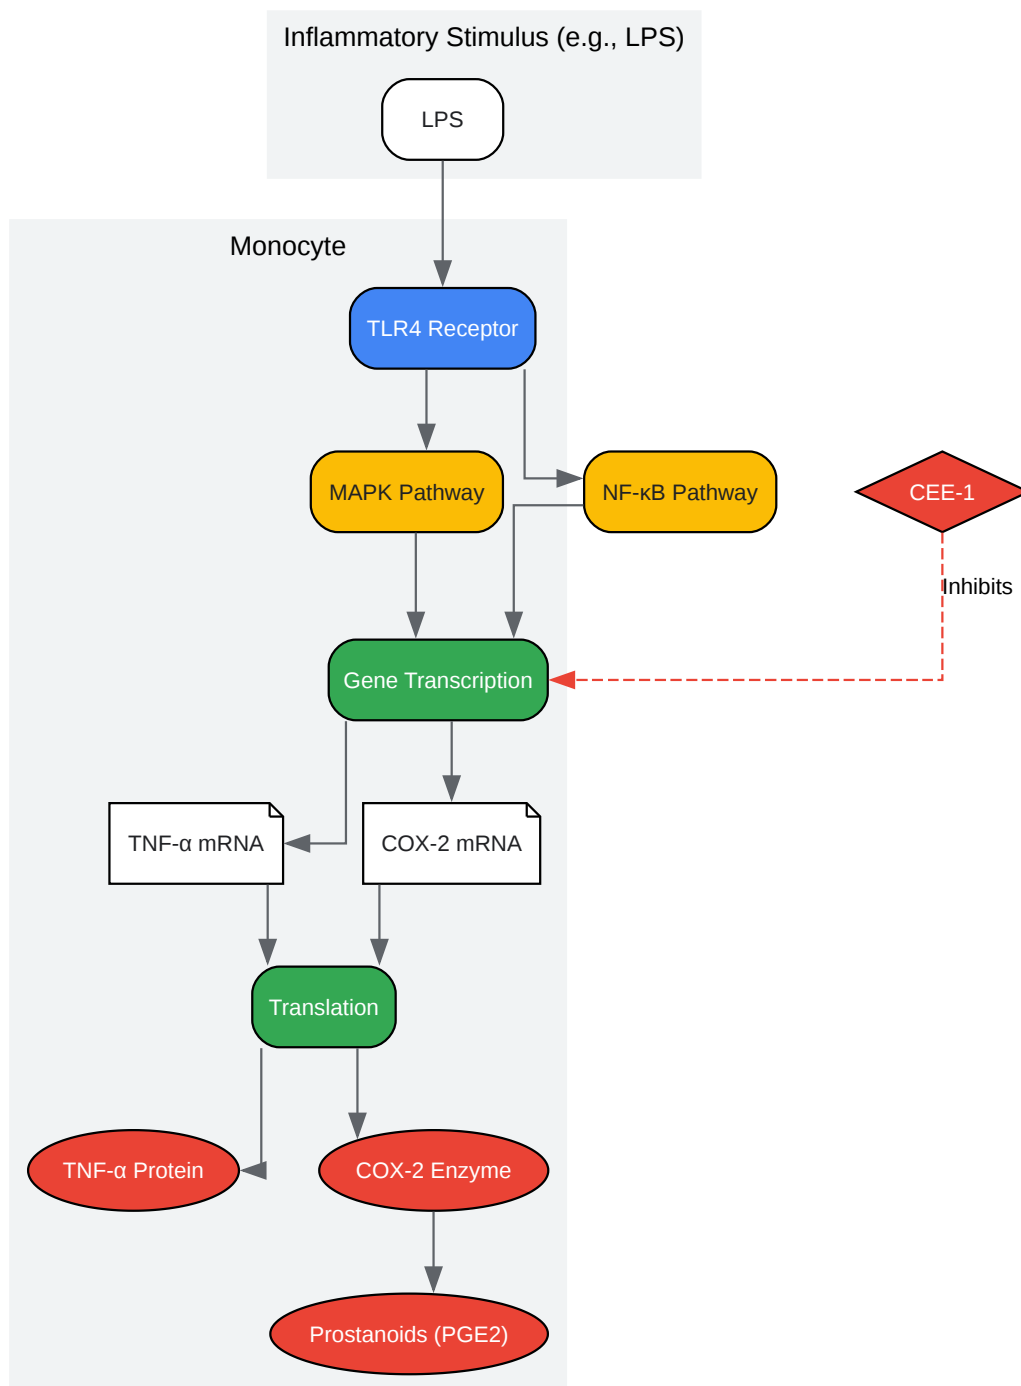 Inflammatory Stimulus (e.g., LPS)
LPS
Monocyte
TLR4 Receptor
MAPK Pathway
NF-κB Pathway
CEE-1
Inhibits
Gene Transcription
TNF-α mRNA
COX-2 mRNA
Translation
TNF-α Protein
COX-2 Enzyme
Prostanoids (PGE2)